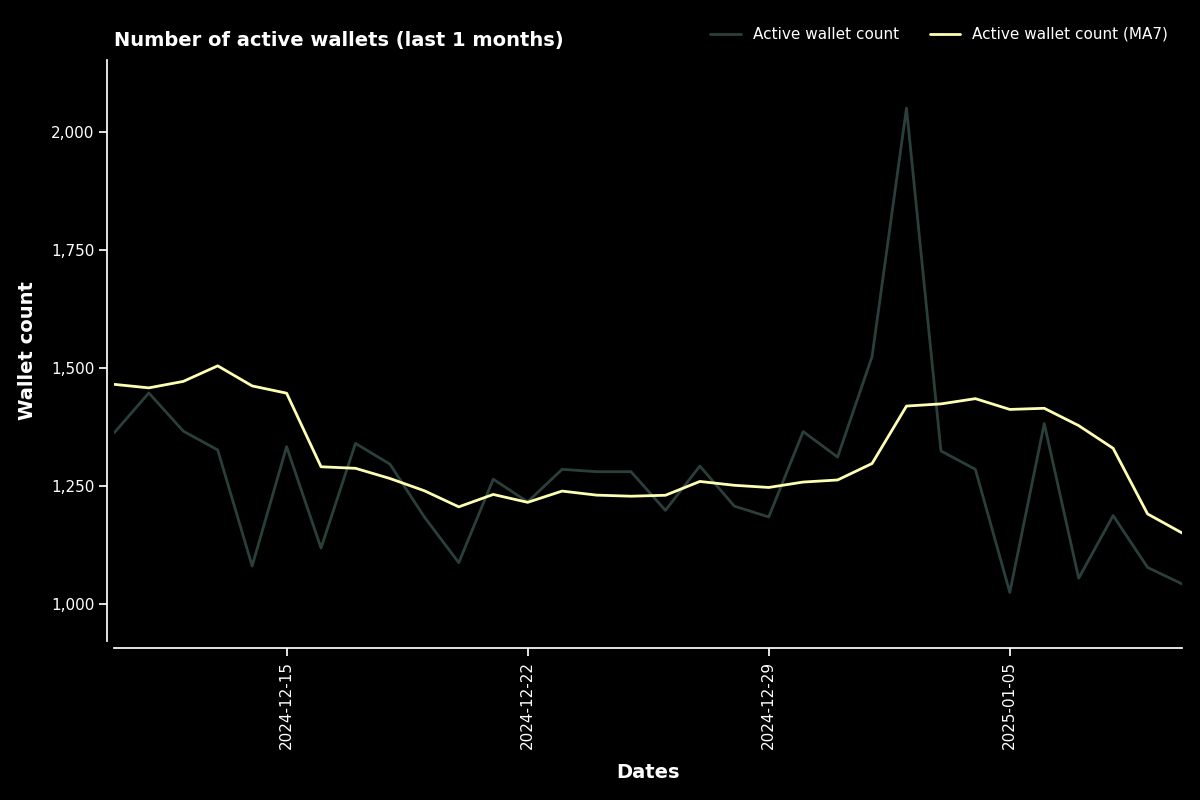 Number of active wallets (last 1 months)
Active wallet count
Active wallet count (MA7)
Wallet count
2,000
1,750
1,500
1,250
1,000
2024-12-15
2024-12-22
2024-12-29
2025-01-05
Dates